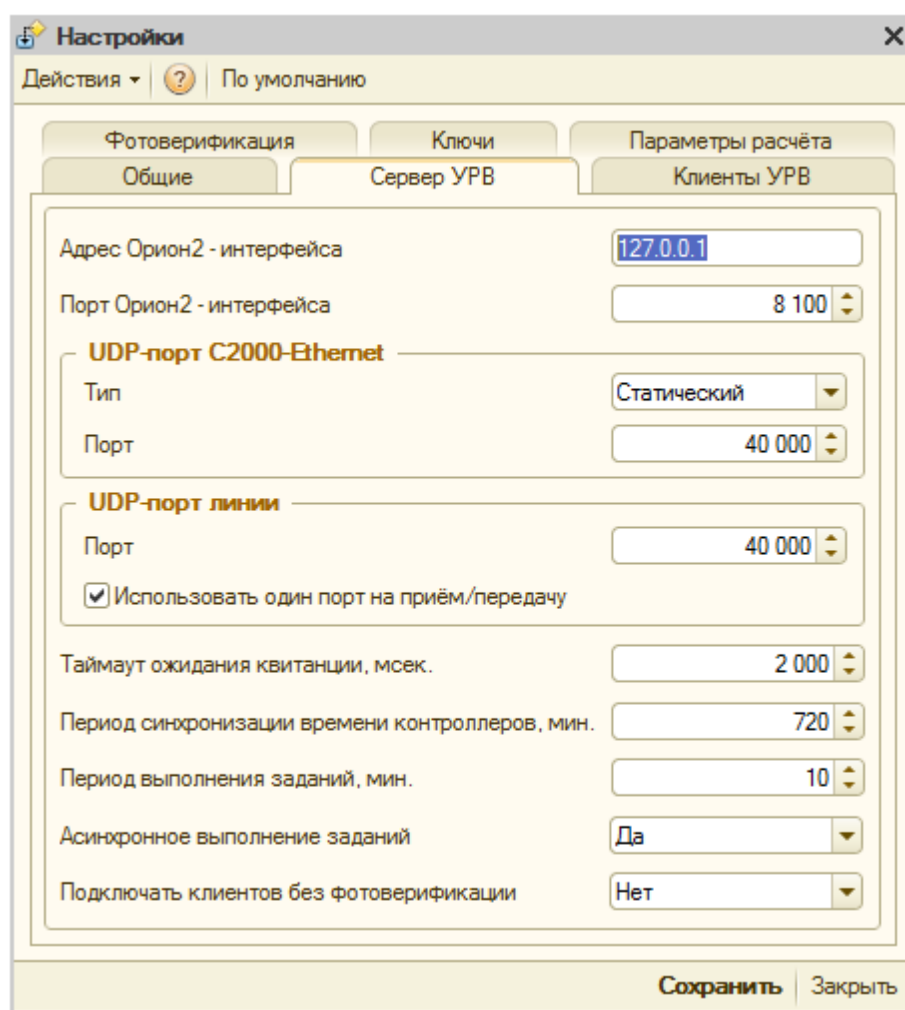 Настройки
Действия ? По умолчанию
Фотоверификация Ключи Параметры расчёта
Общие Сервер УРВ Клиенты УРВ
Адрес Орион2 - интерфейса 127.0.0.1
Порт Орион2 - интерфейса 8 100
UDP-порт C2000-Ethernet
Тип Статический
Порт 40 000
UDP-порт линии
Порт 40 000
Использовать один порт на приём/передачу
Таймаут ожидания квитанции, мсек. 2 000
Период синхронизации времени контроллеров, мин. 720
Период выполнения заданий, мин. 10
Асинхронное выполнение заданий Да
Подключать клиентов без фотоверификации Нет
Сохранить Закрыть